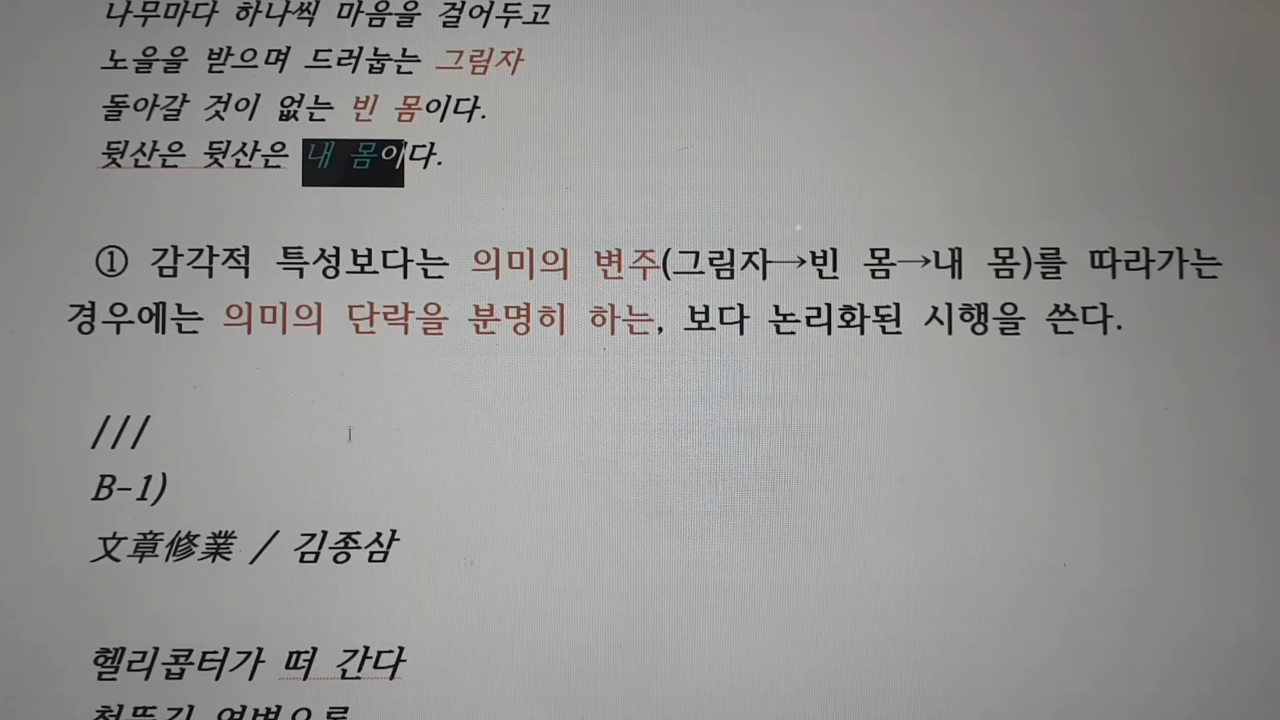 나무마다 하나씩 마음을 걸어두고
노을을 받으며 드러눕는 그림자
돌아갈 것이 없는 빈 몸이다.
뒷산은 뒷산은 내 몸이다.
① 감각적 특성보다는 의미의 변주(그림자→빈 몸→내 몸)를 따라가는
경우에는 의미의 단락을 분명히 하는, 보다 논리화된 시행을 쓴다.
///
B-1)
文章修業 / 김종삼
헬리콥터가 떠 간다